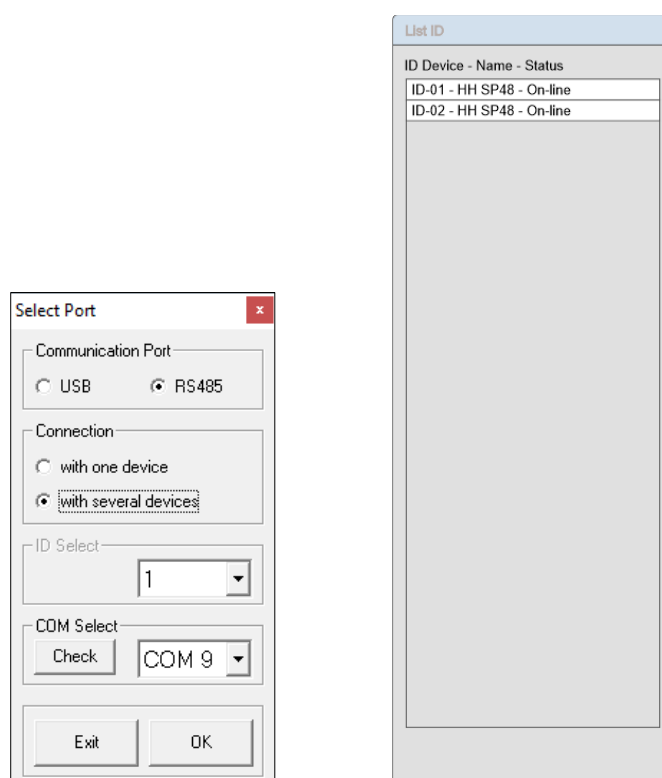 Select Port
x
Communication Port
USB
RS485
Connection
with one device
with several devices
ID Select
1
COM Select
Check
COM 9
Exit
OK
List ID
ID Device - Name - Status
ID-01 - HH SP48 - On-line
ID-02 - HH SP48 - On-line